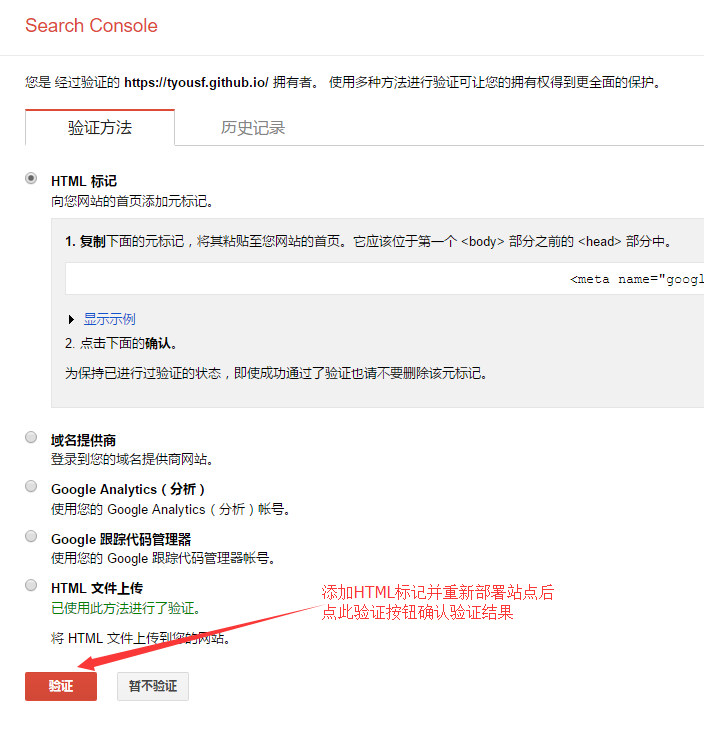 Search Console
您是 经过验证的 https://tyousf.github.io/ 拥有者。 使用多种方法进行验证可让您的拥有权得到更全面的保护。
验证方法 历史记录
HTML 标记
向您网站的首页添加元标记。
1. 复制下面的元标记，将其粘贴至您网站的首页。它应该位于第一个 <body> 部分之前的 <head> 部分中。
<meta name="googl
显示示例
2. 点击下面的确认。
为保持已进行过验证的状态，即使成功通过了验证也请不要删除该元标记。
域名提供商
登录到您的域名提供商网站。
Google Analytics（分析）
使用您的 Google Analytics（分析）帐号。
Google 跟踪代码管理器
使用您的 Google 跟踪代码管理器帐号。
HTML 文件上传
已使用此方法进行了验证。
将 HTML 文件上传到您的网站。
添加HTML标记并重新部署站点后
点此验证按钮确认验证结果
验证 暂不验证